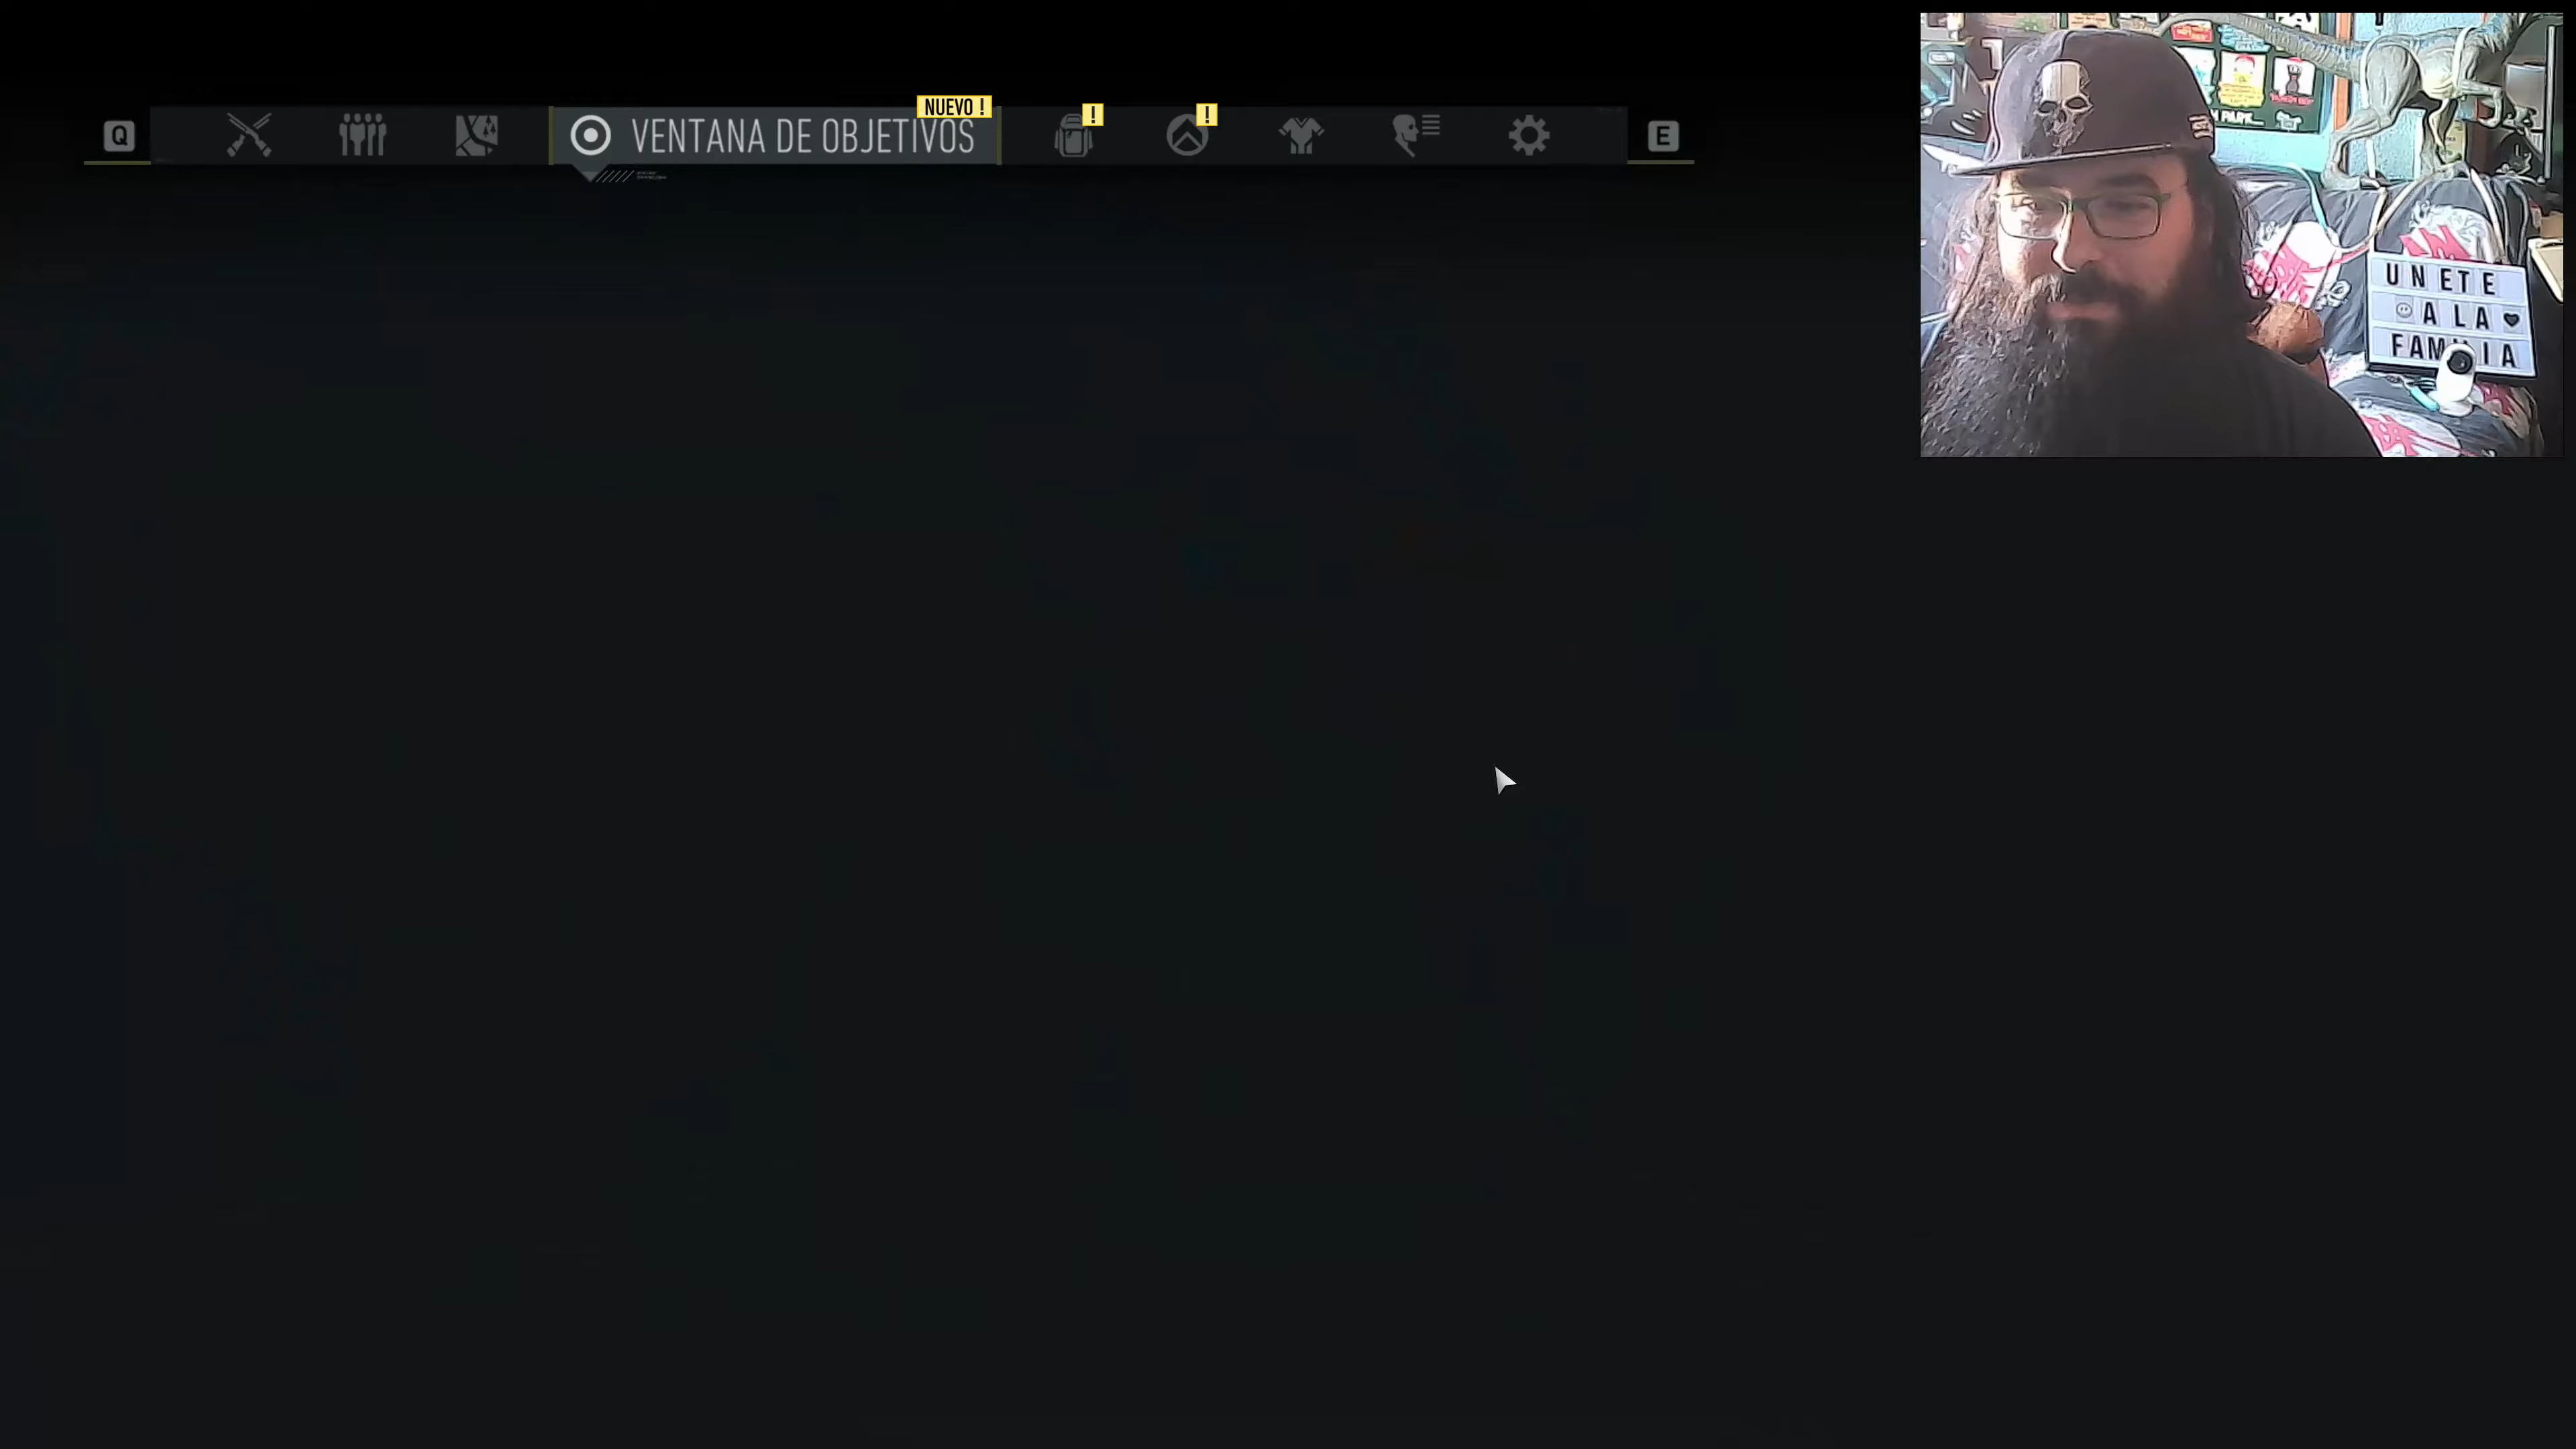 NUEVO !
Q
VENTANA DE OBJETIVOS
!
!
E
UNETE
A LA
FAMILIA